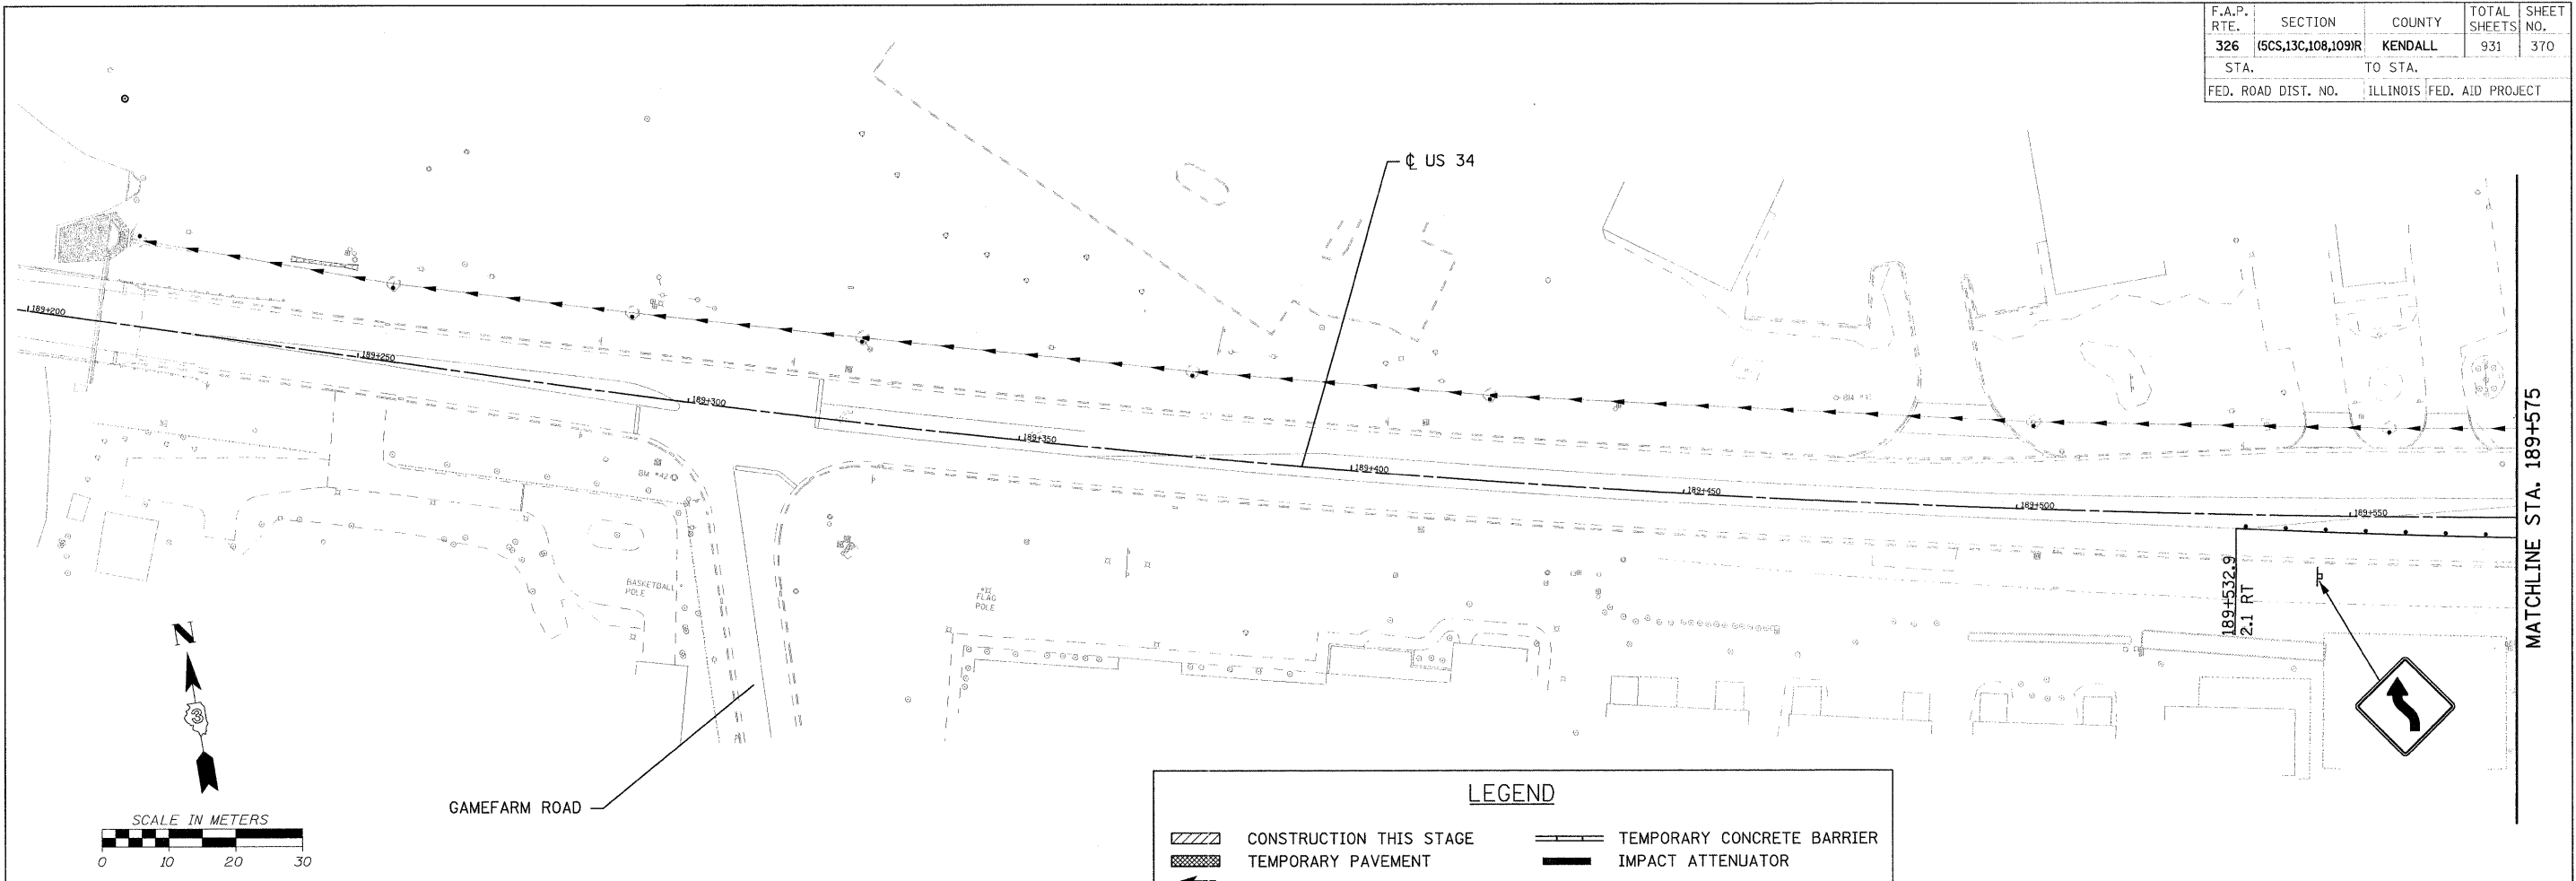 F.A.P. RTE. SECTION COUNTY TOTAL SHEETS SHEET NO.
326 (5CS,13C,108,109)R KENDALL 931 370
STA. TO STA.
FED. ROAD DIST. NO. ILLINOIS FED. AID PROJECT
℄ US 34
189+200
189+250
189+300
189+350
189+400
189+450
189+500
189+550
BM #42
BASKETBALL
POLE
FLAG
POLE
189+532.9
2.1 RT
MATCHLINE STA. 189+575
N
3
GAMEFARM ROAD
SCALE IN METERS
0 10 20 30
LEGEND
CONSTRUCTION THIS STAGE
TEMPORARY CONCRETE BARRIER
TEMPORARY PAVEMENT
IMPACT ATTENUATOR